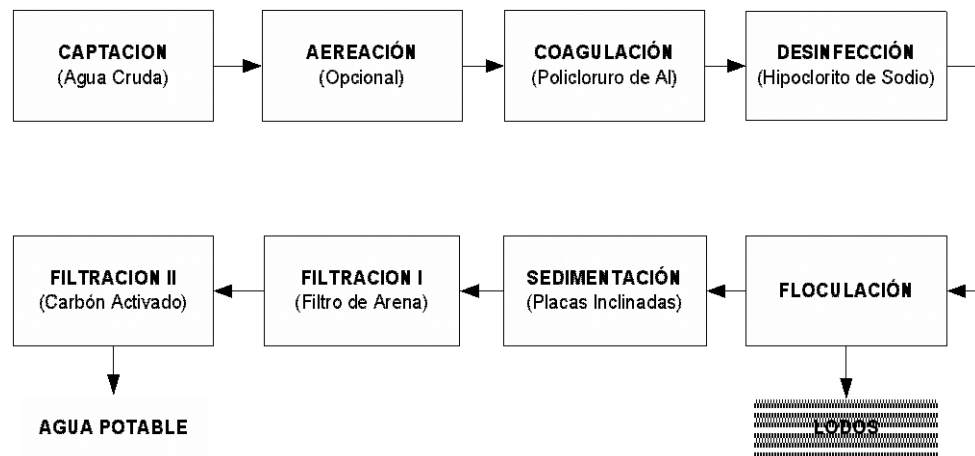 CAPTACION
(Agua Cruda)
AEREACIÓN
(Opcional)
COAGULACIÓN
(Policloruro de Al)
DESINFECCIÓN
(Hipoclorito de Sodio)
FILTRACION II
(Carbón Activado)
FILTRACION I
(Filtro de Arena)
SEDIMENTACIÓN
(Placas Inclinadas)
FLOCULACIÓN
AGUA POTABLE
LODOS